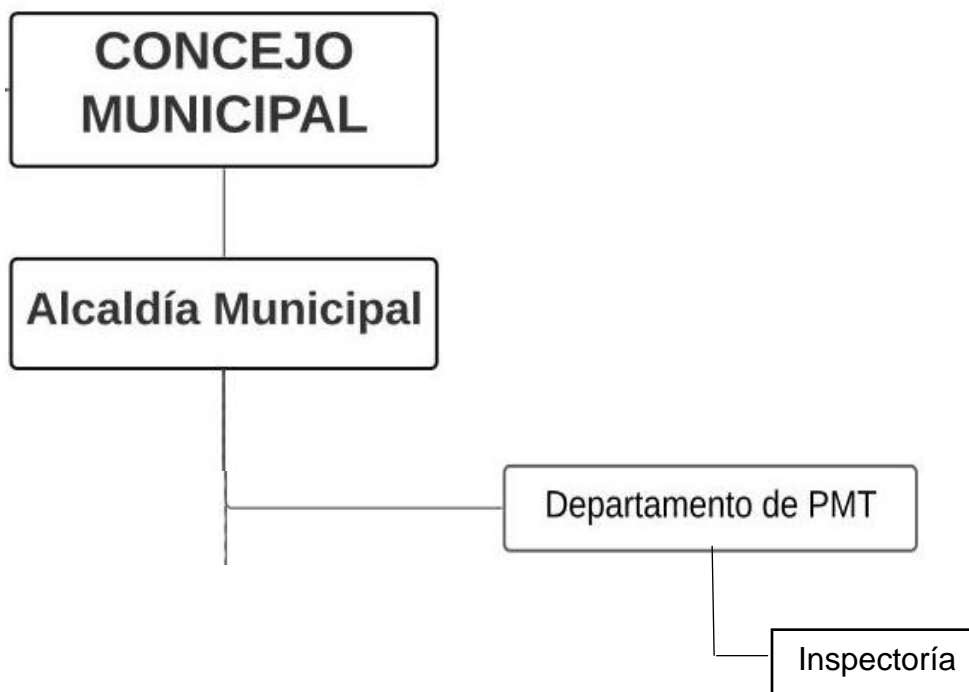 CONCEJO
MUNICIPAL
Alcaldía Municipal
Departamento de PMT
Inspectoría